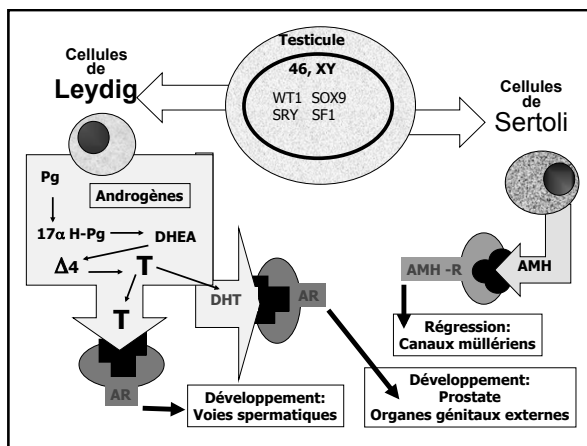 Testicule
46, XY
WT1 SOX9
SRY SF1
Cellules
de
Leydig
Cellules
de
Sertoli
Pg
Androgènes
17α H-Pg
DHEA
Δ4
T
T
DHT
AR
AR
AMH -R
AMH
Régression:
Canaux müllériens
Développement:
Voies spermatiques
Développement:
Prostate
Organes génitaux externes